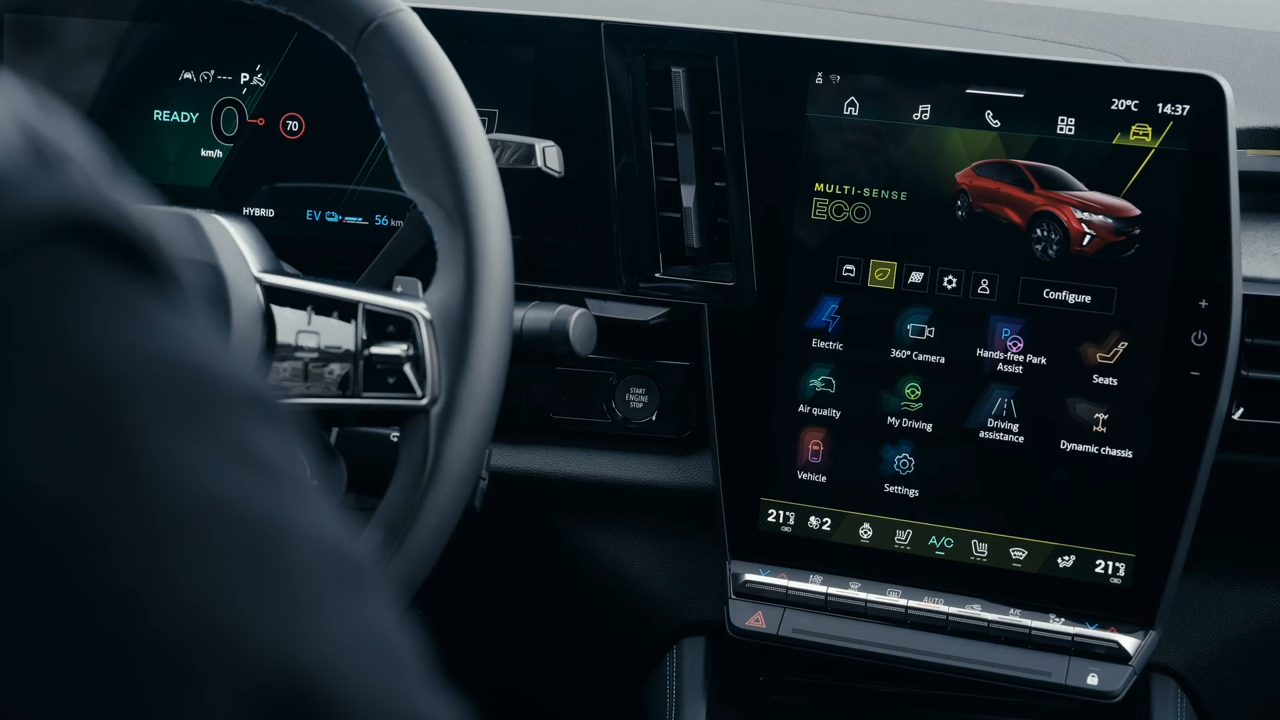 P
READY 0
70
km/h
HYBRID
EV 56 km
START
ENGINE
STOP
20°C 14:37
MULTI-SENSE
ECO
Configure
Electric
360° Camera
P
Hands-free Park
Assist
Seats
Air quality
My Driving
Driving
assistance
Dynamic chassis
Vehicle
Settings
21°C 2 A/C 21°C
AUTO
A/C